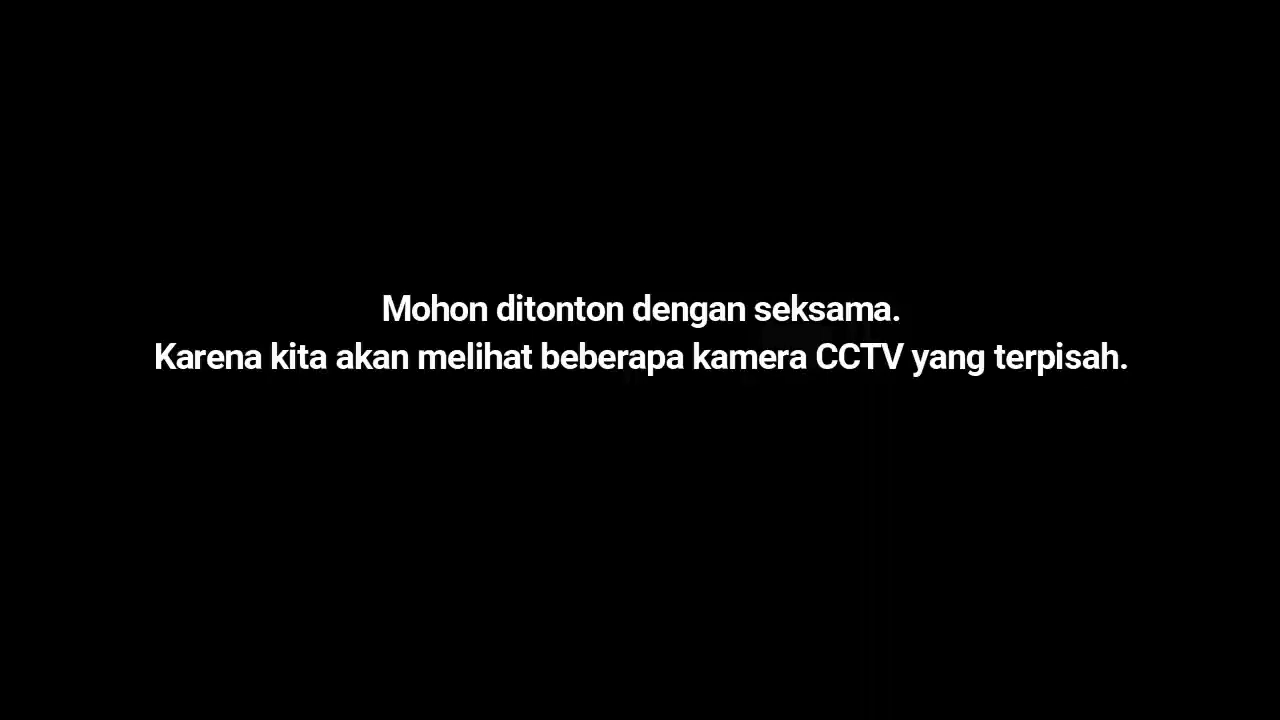 Mohon ditonton dengan seksama.
Karena kita akan melihat beberapa kamera CCTV yang terpisah.